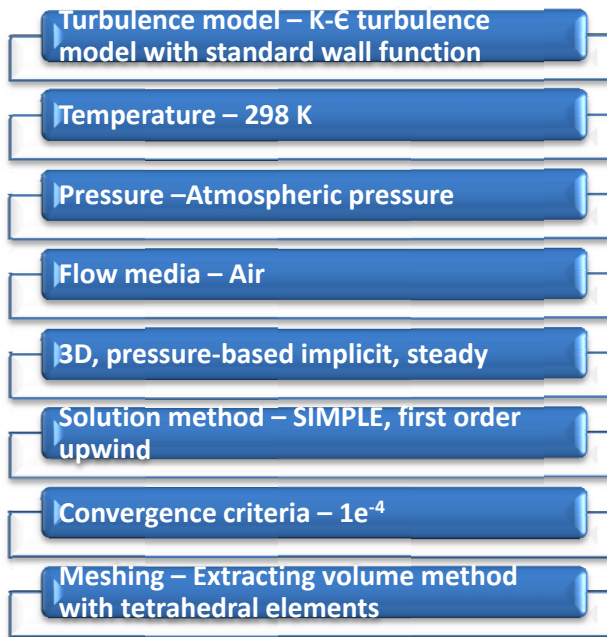 Turbulence model – K-Є turbulence
model with standard wall function
Temperature – 298 K
Pressure –Atmospheric pressure
Flow media – Air
3D, pressure-based implicit, steady
Solution method – SIMPLE, first order
upwind
Convergence criteria – 1e⁻⁴
Meshing – Extracting volume method
with tetrahedral elements